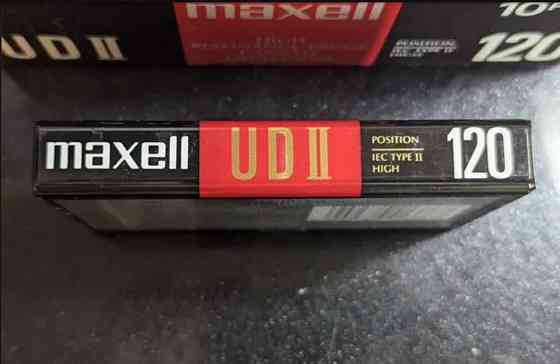 maxell
UD II
120
maxell
UD II
POSITION
IEC TYPE II
HIGH
120